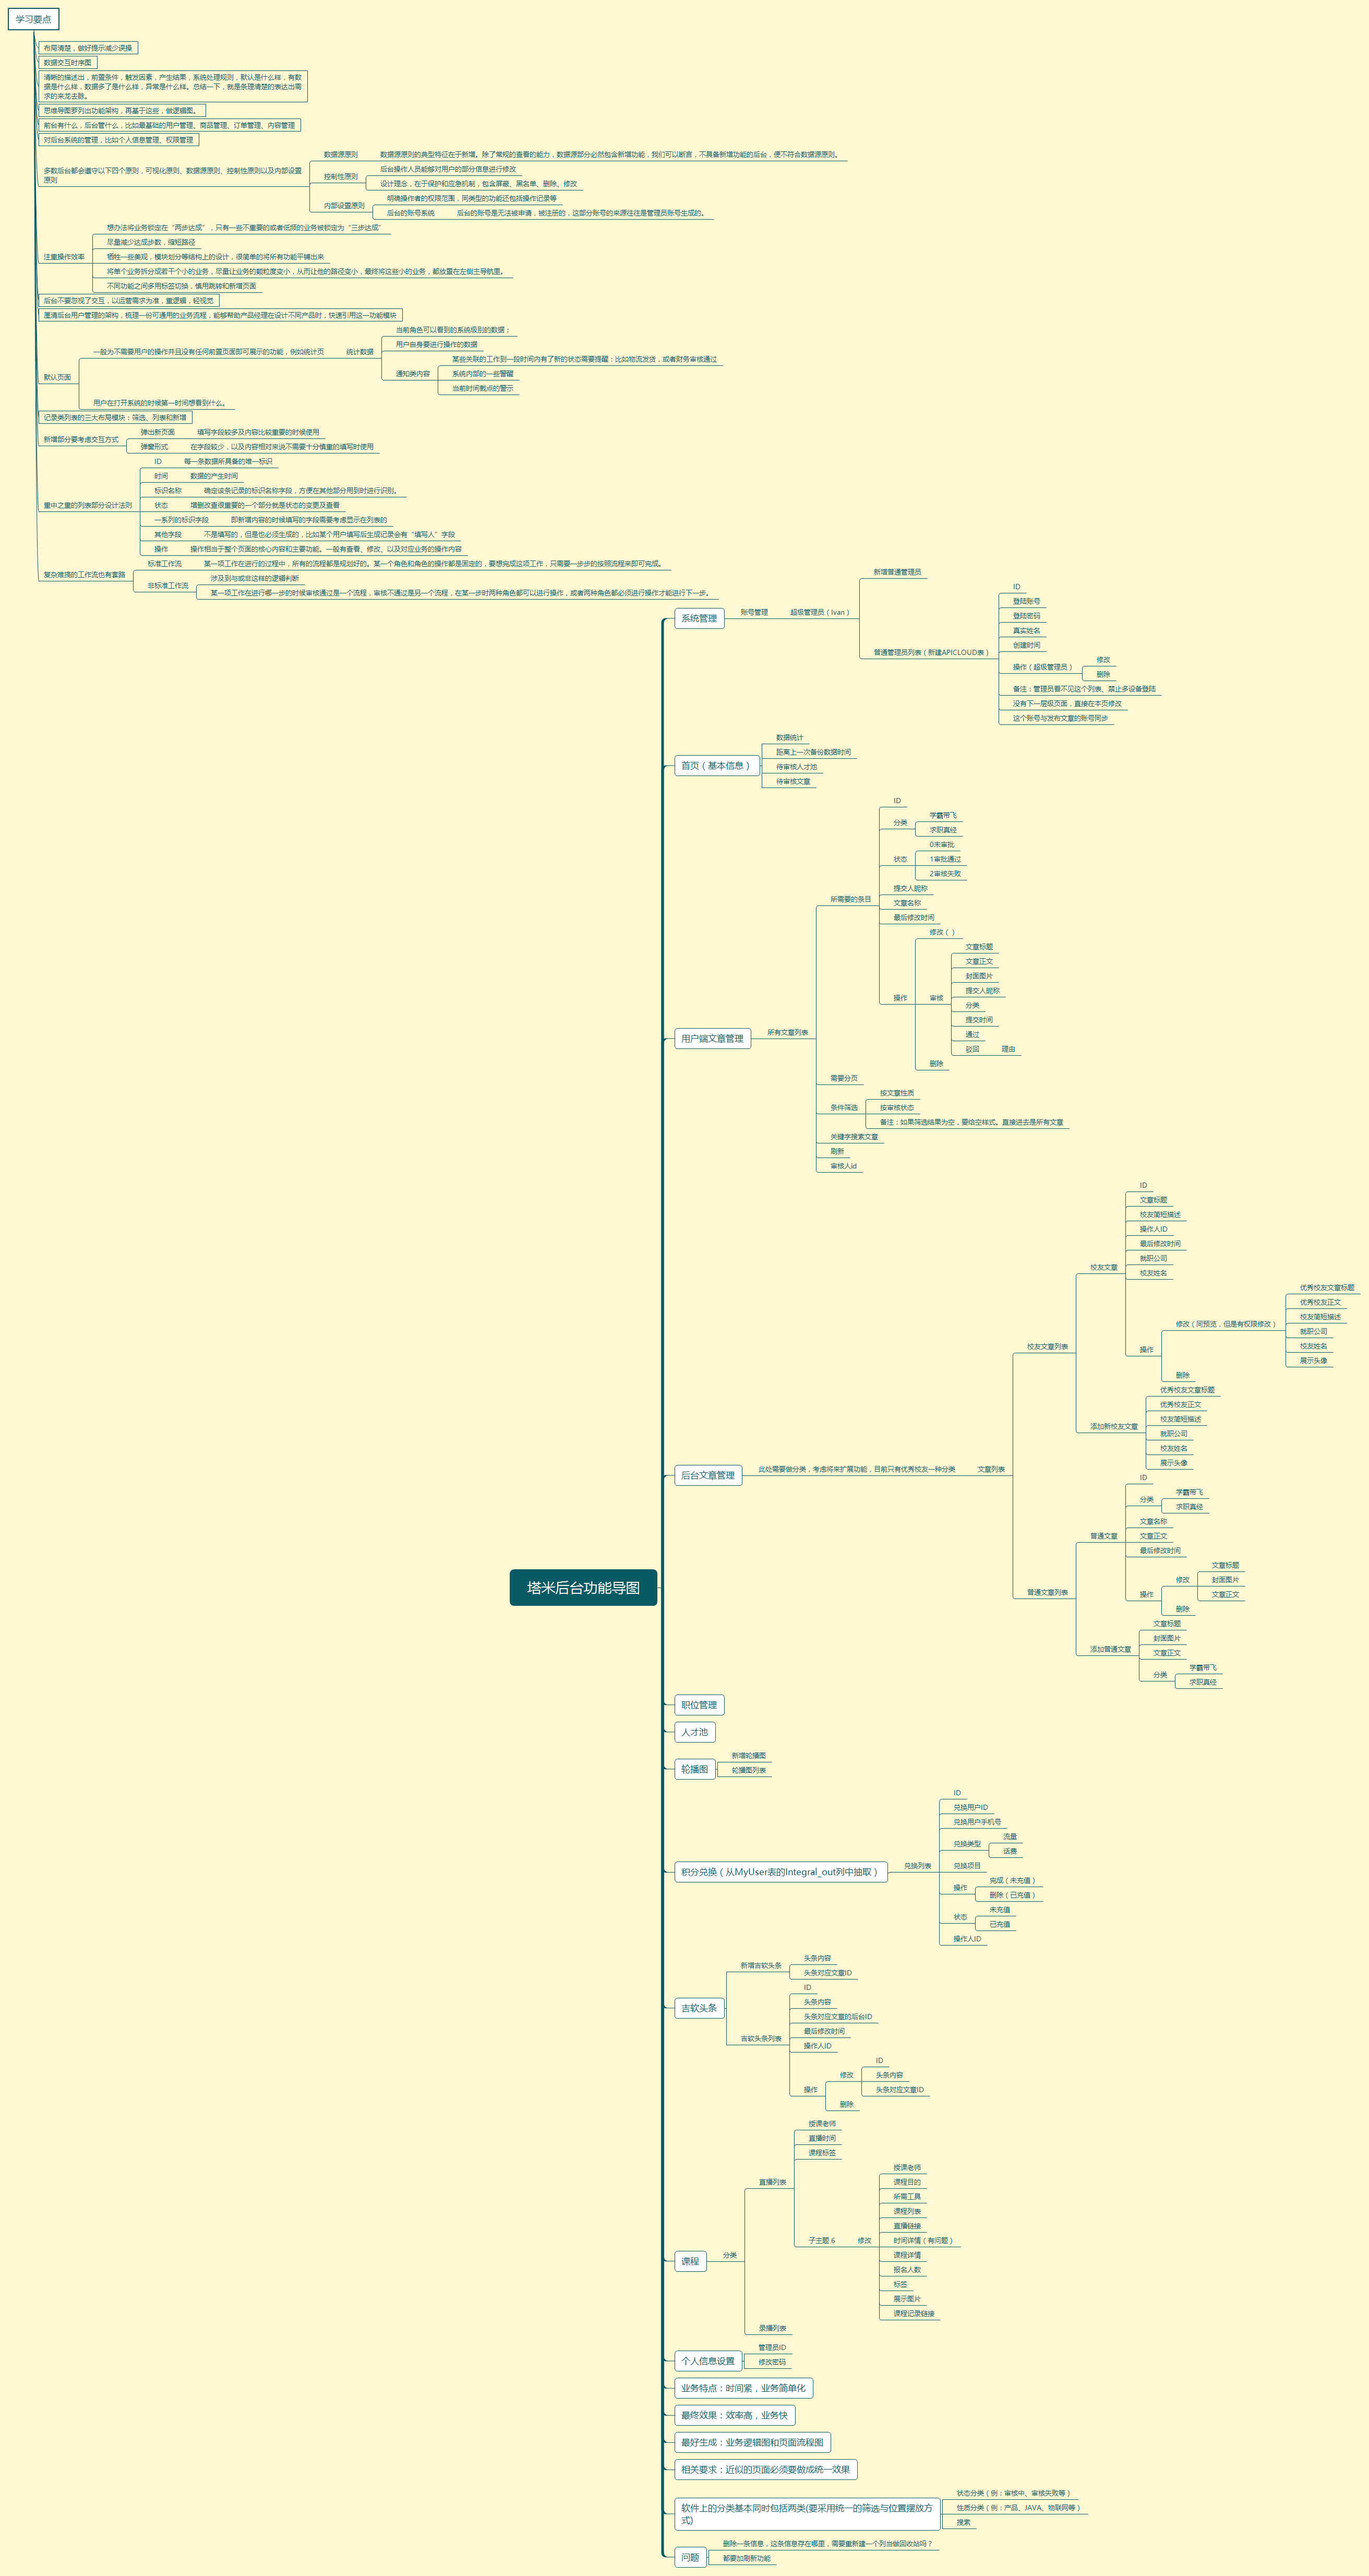 学习要点
布局清楚，做好提示减少误操
数据交互时序图
清晰的描述出，前置条件，触发因素，产生结果，系统处理规则，默认是什么样，有数
据是什么样，数据多了是什么样，异常是什么样。总结一下，就是条理清楚的表达出需
求的来龙去脉。
思维导图罗列出功能架构，再基于这些，做逻辑图。
前台有什么，后台管什么，比如最基础的用户管理、商品管理、订单管理、内容管理
对后台系统的管理，比如个人信息管理、权限管理
多数后台都会遵守以下四个原则，可视化原则、数据源原则、控制性原则以及内部设置
原则
数据源原则
数据源原则的典型特征在于新增。除了常规的查看的能力，数据源部分必然包含新增功能，我们可以断言，不具备新增功能的后台，便不符合数据源原则。
控制性原则
后台操作人员能够对用户的部分信息进行修改
设计理念，在于保护和应急机制，包含屏蔽、黑名单、删除、修改
内部设置原则
明确操作者的权限范围，同类型的功能还包括操作记录等
后台的账号系统
后台的账号是无法被申请，被注册的，这部分账号的来源往往是管理员账号生成的。
注重操作效率
想办法将业务锁定在“两步达成”，只有一些不重要的或者低频的业务被锁定为“三步达成”
尽量减少达成步数，缩短路径
牺牲一些美观，模块划分等结构上的设计，很简单的将所有功能平铺出来
将单个业务拆分成若干个小的业务，尽量让业务的颗粒度变小，从而让他的路径变小，最终将这些小的业务，都放置在左侧主导航里。
不同功能之间多用标签切换，慎用跳转和新增页面
后台不要忽视了交互，以运营需求为准，重逻辑，轻视觉
厘清后台用户管理的架构，梳理一份可通用的业务流程，能够帮助产品经理在设计不同产品时，快速引用这一功能模块
默认页面
一般为不需要用户的操作并且没有任何前置页面即可展示的功能，例如统计页
统计数据
当前角色可以看到的系统级别的数据；
用户自身要进行操作的数据
通知类内容
某些关联的工作到一段时间内有了新的状态需要提醒：比如物流发货，或者财务审核通过
系统内部的一些警醒
当前时间截点的警示
用户在打开系统的时候第一时间想看到什么。
记录类列表的三大布局模块：筛选、列表和新增
新增部分要考虑交互方式
弹出新页面
填写字段较多及内容比较重要的时候使用
弹窗形式
在字段较少，以及内容相对来说不需要十分慎重的填写时使用
重中之重的列表部分设计法则
ID
每一条数据所具备的唯一标识
时间
数据的产生时间
标识名称
确定该条记录的标识名称字段，方便在其他部分用到时进行识别。
状态
增删改查很重要的一个部分就是状态的变更及查看
一系列的标识字段
即新增内容的时候填写的字段需要考虑显示在列表的
其他字段
不是填写的，但是也必须生成的，比如某个用户填写后生成记录会有“填写人”字段
操作
操作相当于整个页面的核心内容和主要功能。一般有查看、修改、以及对应业务的操作内容
复杂难搞的工作流也有套路
标准工作流
某一项工作在进行的过程中，所有的流程都是规划好的。某一个角色和角色的操作都是固定的，要想完成这项工作，只需要一步步的按照流程来即可完成。
非标准工作流
涉及到与或非这样的逻辑判断
某一项工作在进行哪一步的时候审核通过是一个流程，审核不通过是另一个流程，在某一步时两种角色都可以进行操作，或者两种角色都必须进行操作才能进行下一步。
塔米后台功能导图
系统管理
账号管理
超级管理员（Ivan）
新增普通管理员
普通管理员列表（新建APICLOUD表）
ID
登陆账号
登陆密码
真实姓名
创建时间
操作（超级管理员）
修改
删除
备注：管理员看不见这个列表、禁止多设备登陆
没有下一层级页面，直接在本页修改
这个账号与发布文章的账号同步
首页（基本信息）
数据统计
距离上一次备份数据时间
待审核人才池
待审核文章
用户端文章管理
所有文章列表
所需要的条目
ID
分类
学霸带飞
求职真经
状态
0未审批
1审批通过
2审核失败
提交人昵称
文章名称
最后修改时间
操作
修改（ ）
审核
文章标题
文章正文
封面图片
提交人昵称
分类
提交时间
通过
驳回
理由
删除
需要分页
条件筛选
按文章性质
按审核状态
备注：如果筛选结果为空，要给空样式。直接进去是所有文章
关键字搜索文章
刷新
审核人id
后台文章管理
此处需要做分类，考虑将来扩展功能，目前只有优秀校友一种分类
文章列表
校友文章列表
校友文章
ID
文章标题
校友简短描述
操作人ID
最后修改时间
就职公司
校友姓名
操作
修改（同预览，但是有权限修改）
优秀校友文章标题
优秀校友正文
校友简短描述
就职公司
校友姓名
展示头像
删除
添加新校友文章
优秀校友文章标题
优秀校友正文
校友简短描述
就职公司
校友姓名
展示头像
普通文章列表
普通文章
ID
分类
学霸带飞
求职真经
文章名称
文章正文
最后修改时间
操作
修改
文章标题
封面图片
文章正文
删除
添加普通文章
文章标题
封面图片
文章正文
分类
学霸带飞
求职真经
职位管理
人才池
轮播图
新增轮播图
轮播图列表
积分兑换（从MyUser表的Integral_out列中抽取）
兑换列表
ID
兑换用户ID
兑换用户手机号
兑换类型
流量
话费
兑换项目
操作
完成（未充值）
删除（已充值）
状态
未充值
已充值
操作人ID
吉软头条
新增吉软头条
头条内容
头条对应文章ID
吉软头条列表
ID
头条内容
头条对应文章的后台ID
最后修改时间
操作人ID
操作
修改
ID
头条内容
头条对应文章ID
删除
课程
分类
直播列表
授课老师
直播时间
课程标签
子主题 6
修改
授课老师
课程目的
所需工具
课程列表
直播链接
时间详情（有问题）
课程详情
报名人数
标签
展示图片
课程记录链接
录播列表
个人信息设置
管理员ID
修改密码
业务特点：时间紧，业务简单化
最终效果：效率高，业务快
最好生成：业务逻辑图和页面流程图
相关要求：近似的页面必须要做成统一效果
软件上的分类基本同时包括两类(要采用统一的筛选与位置摆放方
式)
状态分类（例：审核中、审核失败等）
性质分类（例：产品、JAVA、物联网等）
搜素
问题
删除一条信息，这条信息存在哪里，需要重新建一个列当做回收站吗？
都要加刷新功能